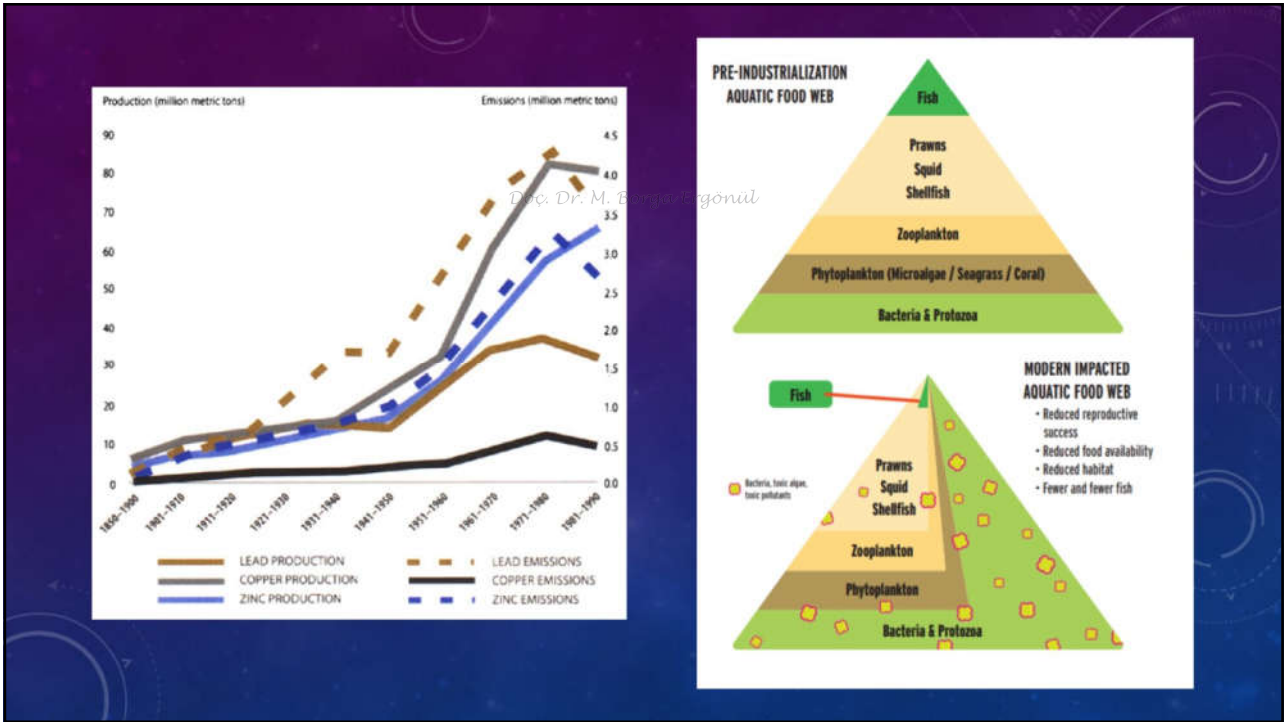 Production (million metric tons)
Emissions (million metric tons)
90
80
70
60
50
40
30
20
10
0
4.5
4.0
3.5
3.0
2.5
2.0
1.5
1.0
0.5
0.0
1850-1900
1901-1910
1911-1920
1921-1930
1931-1940
1941-1950
1951-1960
1961-1970
1971-1980
1981-1990
LEAD PRODUCTION
COPPER PRODUCTION
ZINC PRODUCTION
LEAD EMISSIONS
COPPER EMISSIONS
ZINC EMISSIONS
Doç. Dr. M. Ergönül
PRE-INDUSTRIALIZATION
AQUATIC FOOD WEB
Fish
Prawns
Squid
Shellfish
Zooplankton
Phytoplankton (Microalgae / Seagrass / Coral)
Bacteria & Protozoa
MODERN IMPACTED
AQUATIC FOOD WEB
• Reduced reproductive
success
• Reduced food availability
• Reduced habitat
• Fewer and fewer fish
Fish
Bacteria, toxic algae,
toxic pollutants
Prawns
Squid
Shellfish
Zooplankton
Phytoplankton
Bacteria & Protozoa